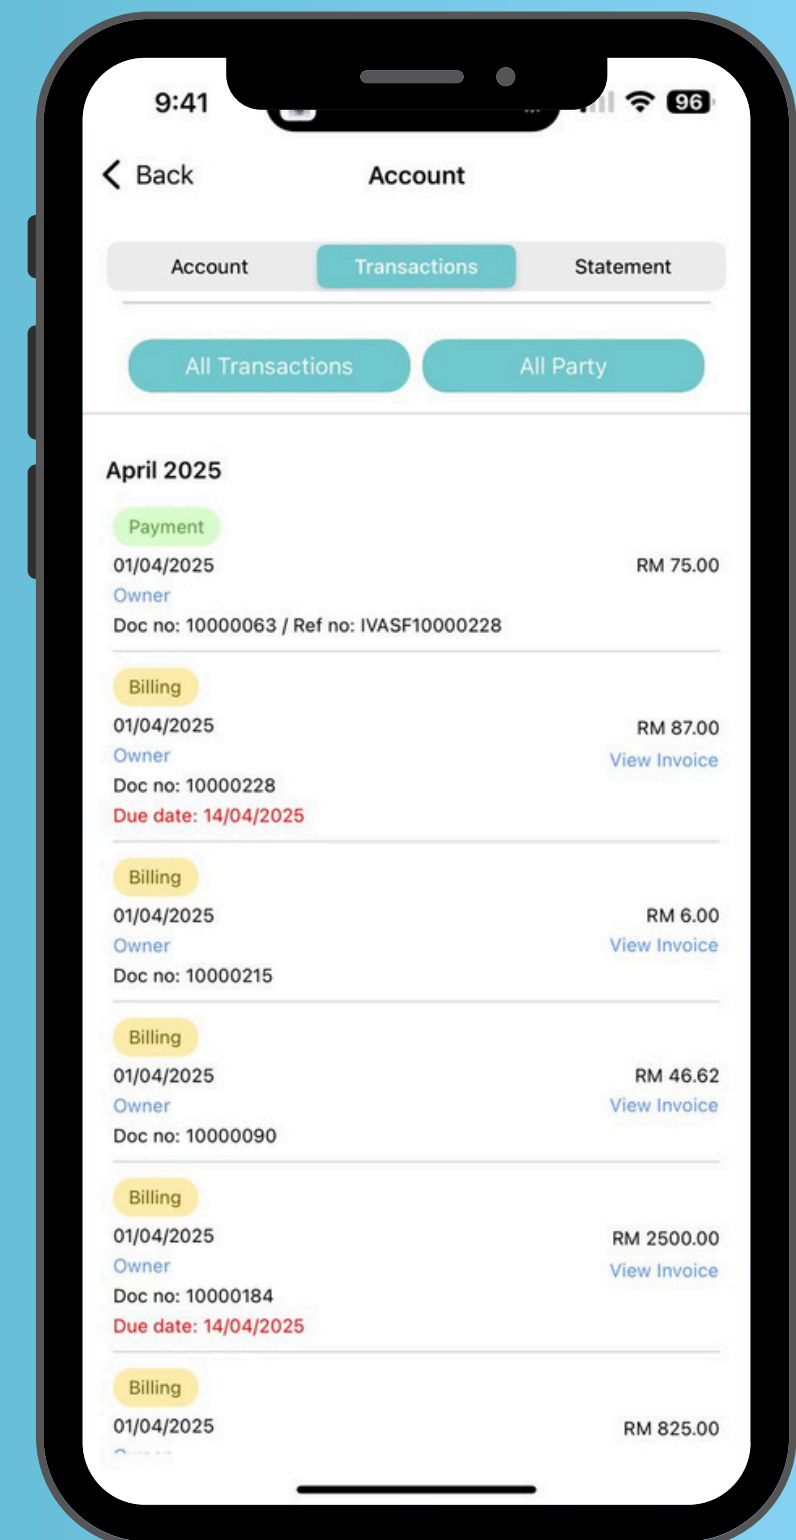 9:41
96
Back
Account
Account Transactions Statement
All Transactions All Party
April 2025
Payment
01/04/2025 RM 75.00
Owner
Doc no: 10000063 / Ref no: IVASF10000228
Billing
01/04/2025 RM 87.00
Owner View Invoice
Doc no: 10000228
Due date: 14/04/2025
Billing
01/04/2025 RM 6.00
Owner View Invoice
Doc no: 10000215
Billing
01/04/2025 RM 46.62
Owner View Invoice
Doc no: 10000090
Billing
01/04/2025 RM 2500.00
Owner View Invoice
Doc no: 10000184
Due date: 14/04/2025
Billing
01/04/2025 RM 825.00